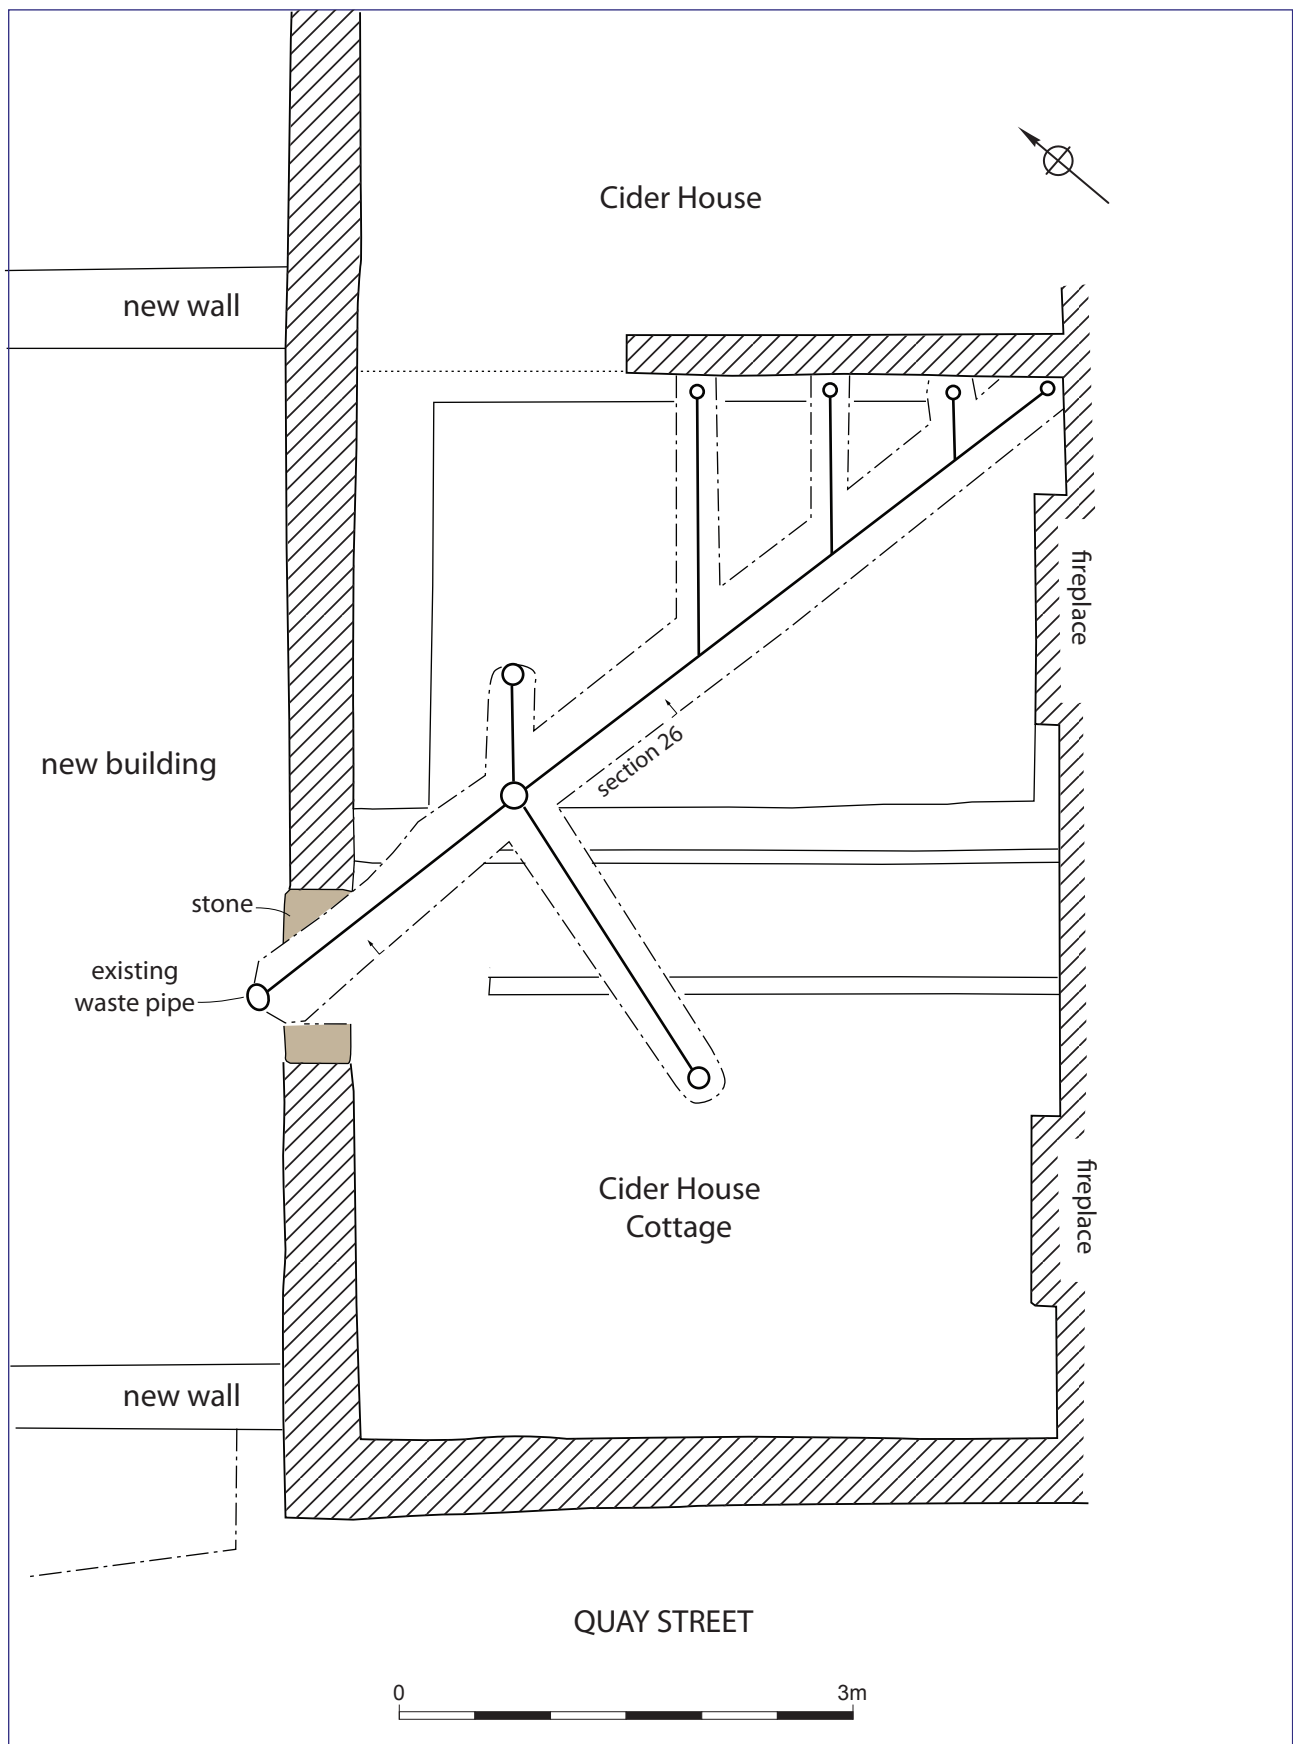 Cider House
new wall
fireplace
new building
section 26
stone
existing
waste pipe
Cider House
Cottage
fireplace
new wall
QUAY STREET
0 3m